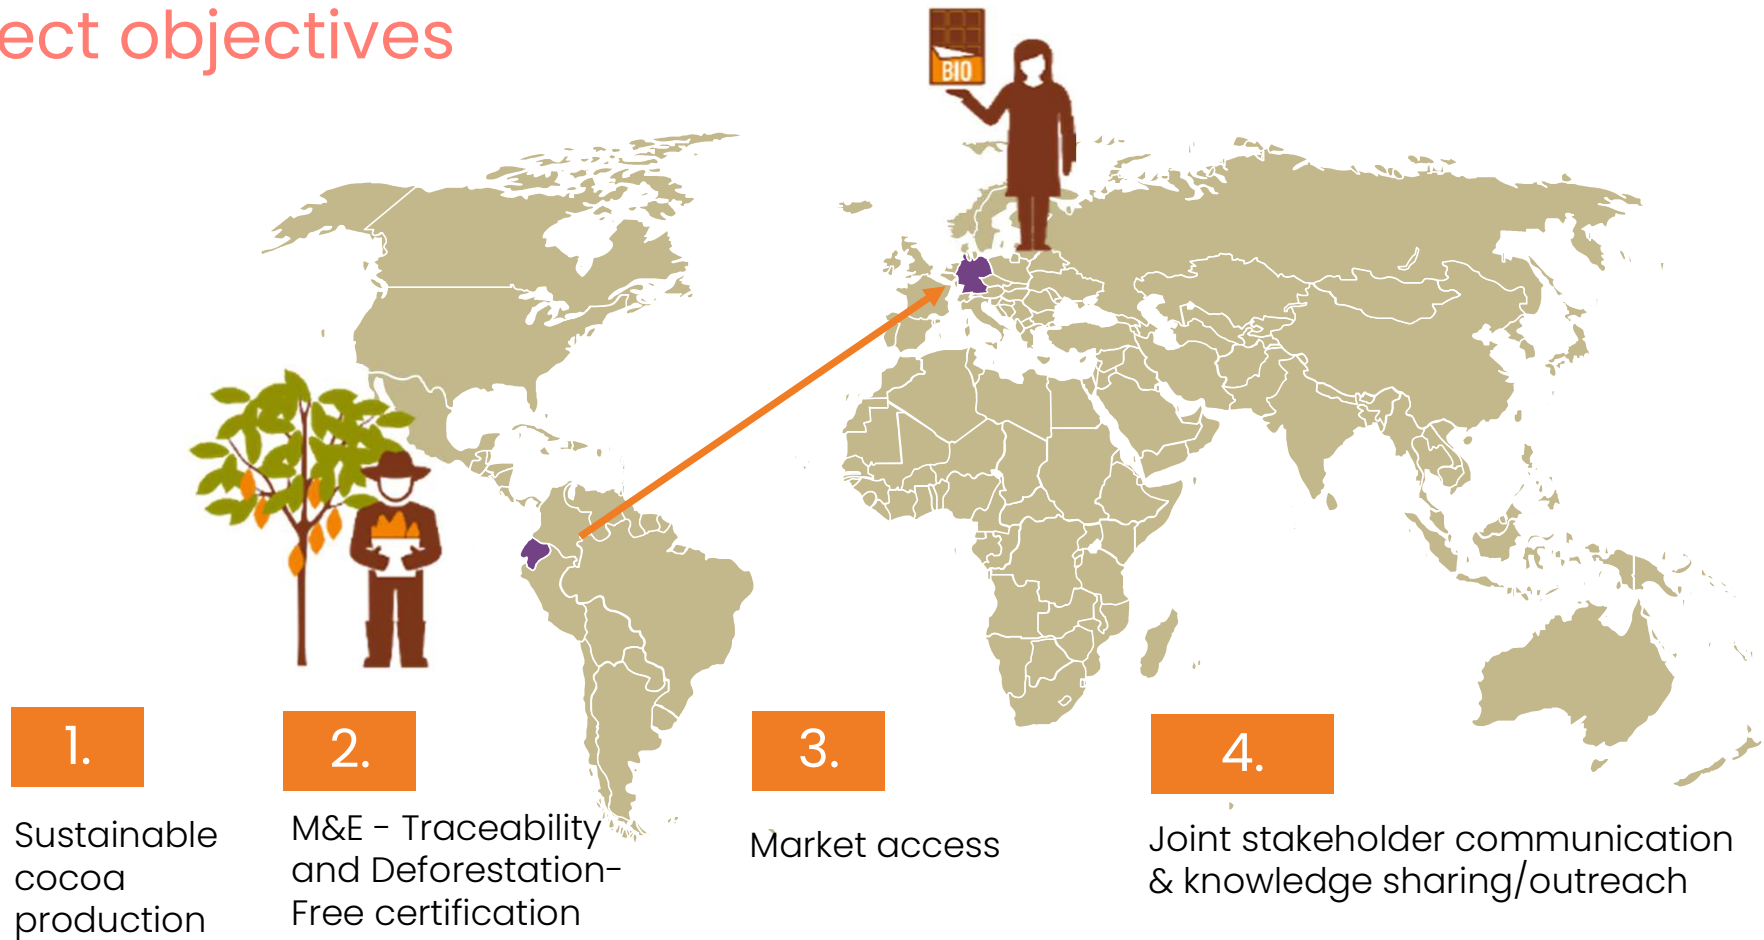 ect objectives
BIO
1.
Sustainable
cocoa
production
2.
M&E - Traceability
and Deforestation-
Free certification
3.
Market access
4.
Joint stakeholder communication
& knowledge sharing/outreach